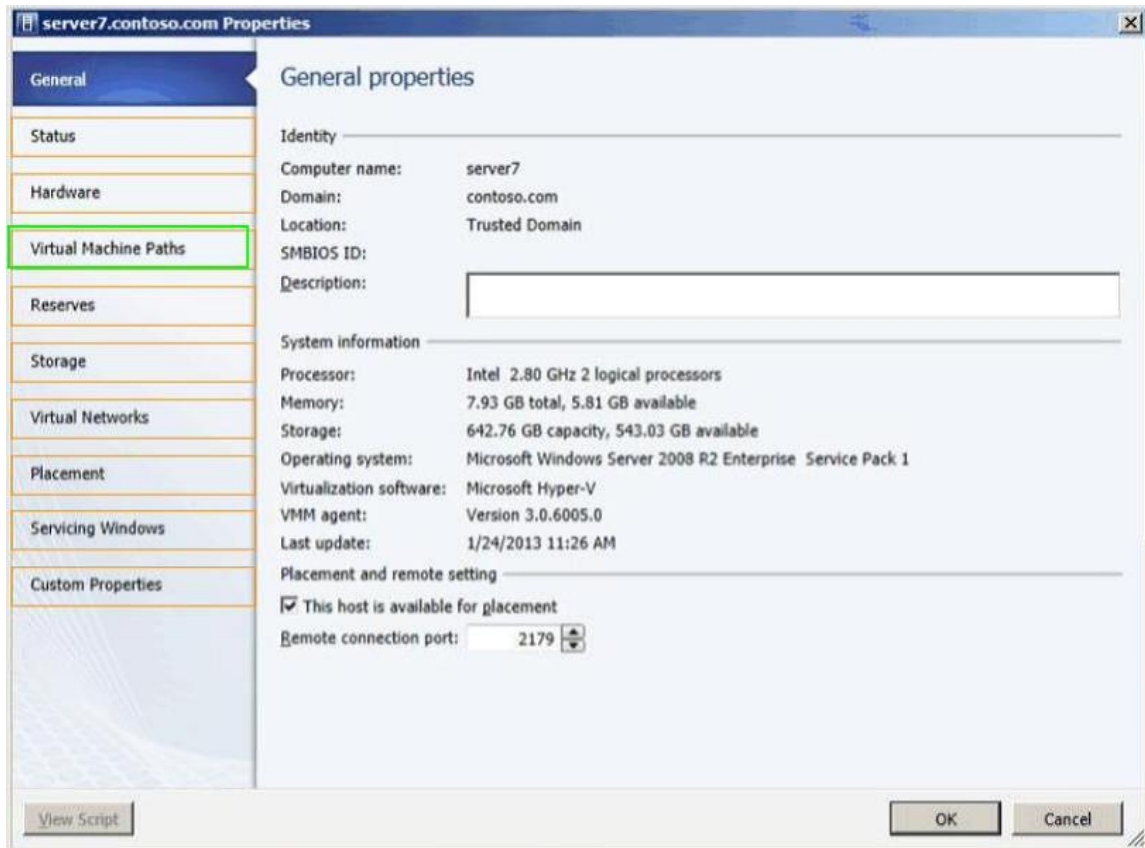 server7.contoso.com Properties
General
Status
Hardware
Virtual Machine Paths
Reserves
Storage
Virtual Networks
Placement
Servicing Windows
Custom Properties
General properties
Identity
Computer name: server7
Domain: contoso.com
Location: Trusted Domain
SMBIOS ID:
Description:
System information
Processor: Intel 2.80 GHz 2 logical processors
Memory: 7.93 GB total, 5.81 GB available
Storage: 642.76 GB capacity, 543.03 GB available
Operating system: Microsoft Windows Server 2008 R2 Enterprise Service Pack 1
Virtualization software: Microsoft Hyper-V
VMM agent: Version 3.0.6005.0
Last update: 1/24/2013 11:26 AM
Placement and remote setting
This host is available for placement
Remote connection port: 2179
View Script
OK
Cancel